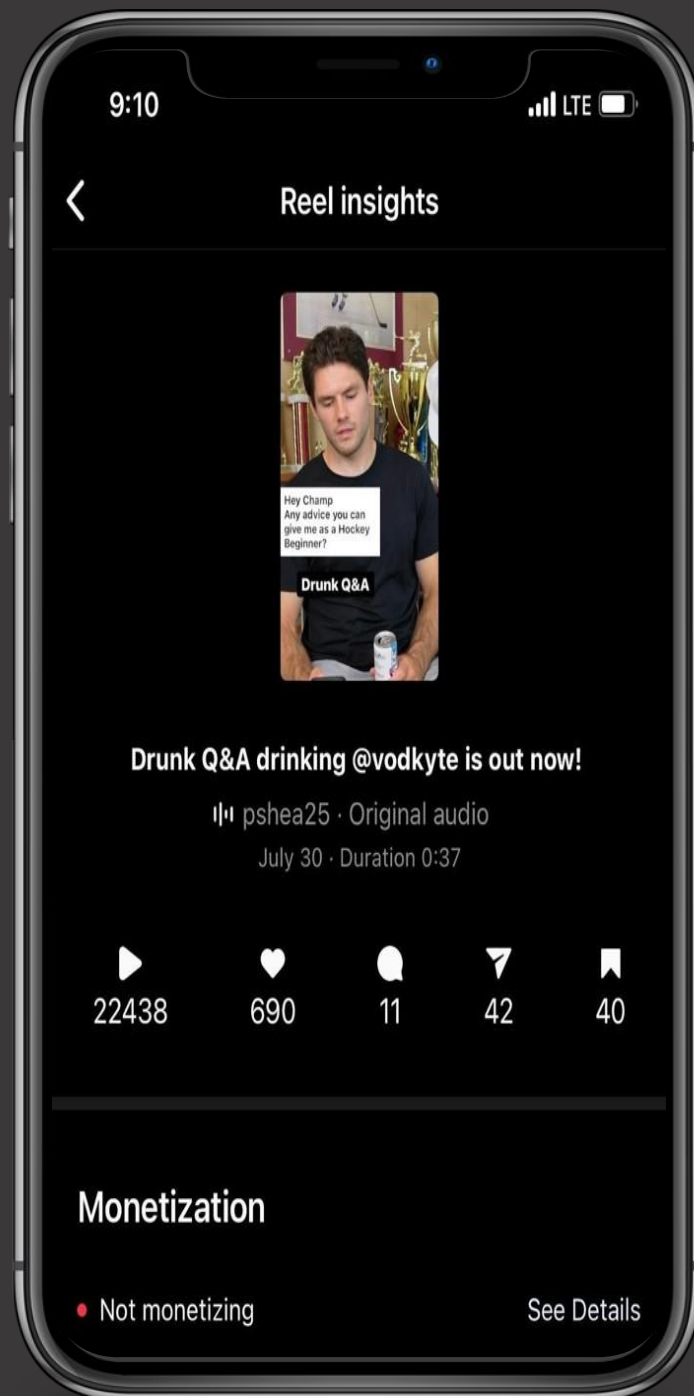 9:10
LTE
Reel insights
Hey Champ
Any advice you can
give me as a Hockey
Beginner?
Drunk Q&A
Drunk Q&A drinking @vodkyte is out now!
pshea25 · Original audio
July 30 · Duration 0:37
22438 690 11 42 40
Monetization
Not monetizing See Details